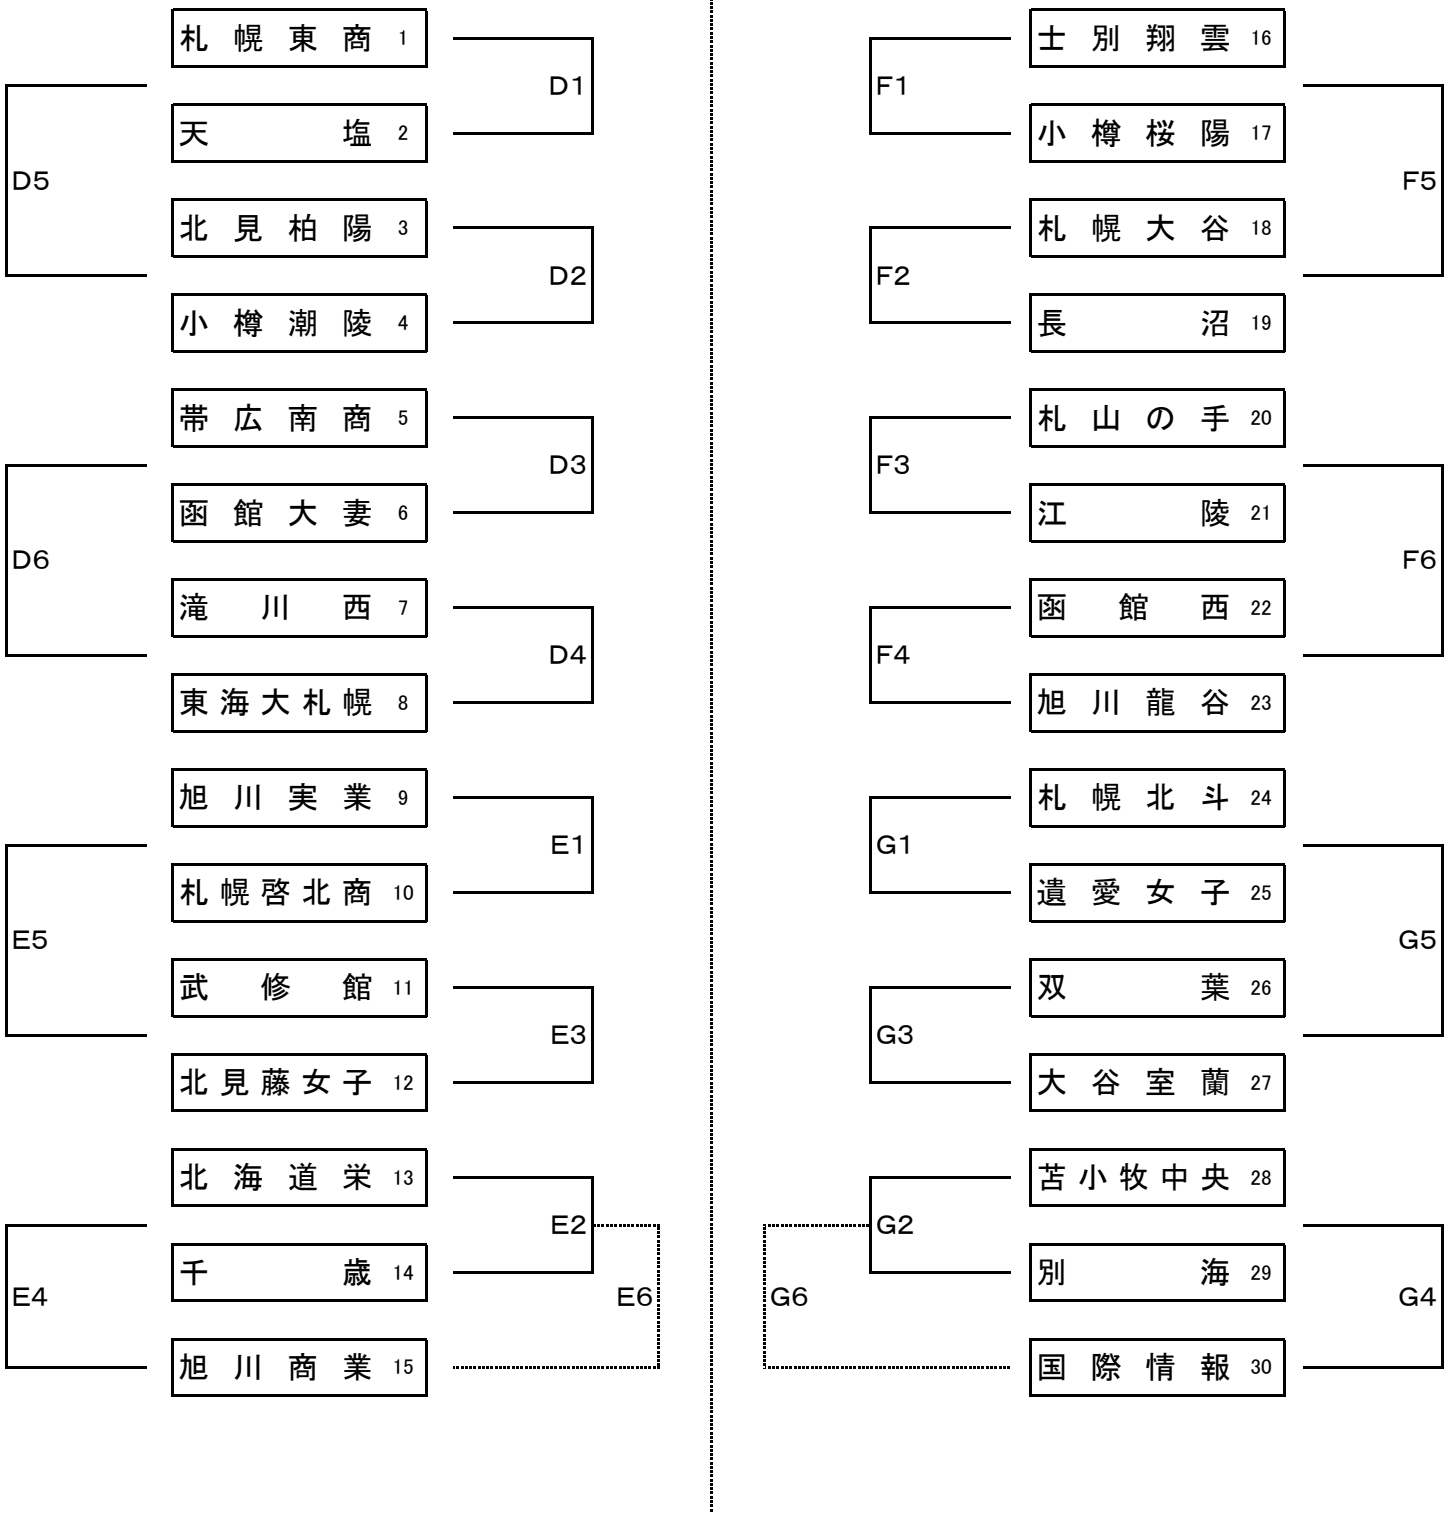 札幌東商 1
D1
天塩 2
D5
北見柏陽 3
D2
小樽潮陵 4
帯広南商 5
D3
函館大妻 6
D6
滝川西 7
D4
東海大札幌 8
旭川実業 9
E1
札幌啓北商 10
E5
武修館 11
E3
北見藤女子 12
北海道栄 13
E2
千歳 14
E4
E6
旭川商業 15
士別翔雲 16
F1
小樽桜陽 17
F5
札幌大谷 18
F2
長沼 19
札山の手 20
F3
江陵 21
F6
函館西 22
F4
旭川龍谷 23
札幌北斗 24
G1
遺愛女子 25
G5
双葉 26
G3
大谷室蘭 27
苫小牧中央 28
G2
別海 29
G6
G4
国際情報 30